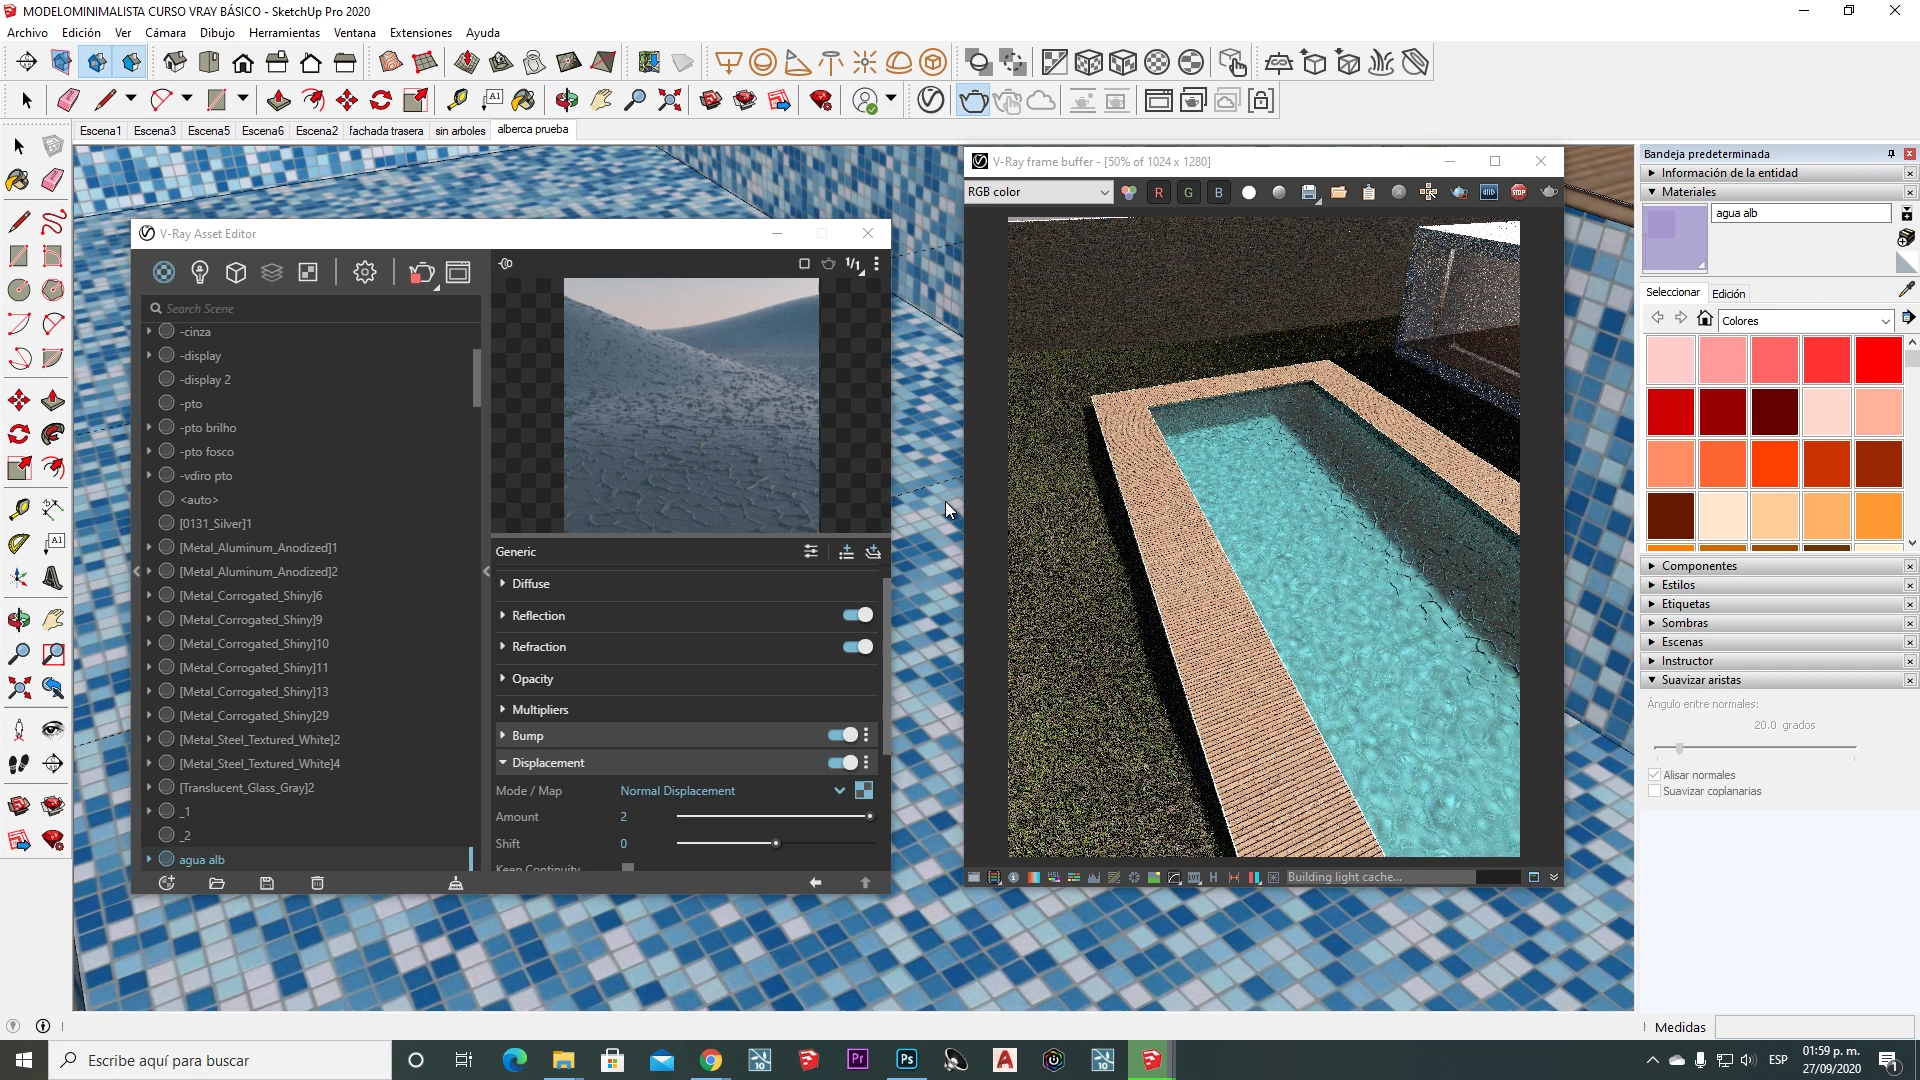 MODELOMINIMALISTA CURSO VRAY BÁSICO - SketchUp Pro 2020
Archivo Edición Ver Cámara Dibujo Herramientas Ventana Extensiones Ayuda
Escena1 Escena3 Escena5 Escena6 Escena2 fachada trasera sin arboles alberca prueba
V-Ray Asset Editor
Search Scene
-cinza
-display
-display 2
-pto
-pto brilho
-pto fosco
-vdiro pto
<auto>
[0131_Silver]1
[Metal_Aluminum_Anodized]1
[Metal_Aluminum_Anodized]2
[Metal_Corrogated_Shiny]6
[Metal_Corrogated_Shiny]9
[Metal_Corrogated_Shiny]10
[Metal_Corrogated_Shiny]11
[Metal_Corrogated_Shiny]13
[Metal_Corrogated_Shiny]29
[Metal_Steel_Textured_White]2
[Metal_Steel_Textured_White]4
[Translucent_Glass_Gray]2
_1
_2
agua alb
1/1
Generic
Diffuse
Reflection
Refraction
Opacity
Multipliers
Bump
Displacement
Mode / Map Normal Displacement
Amount 2
Shift 0
Keep Continuity
V-Ray frame buffer - [50% of 1024 x 1280]
RGB color
R G B
STOP
Building light cache...
Bandeja predeterminada
Información de la entidad
Materiales
agua alb
Seleccionar Edición
Colores
Componentes
Estilos
Etiquetas
Sombras
Escenas
Instructor
Suavizar aristas
Ángulo entre normales:
20.0 grados
Alisar normales
Suavizar coplanarias
Medidas
Escribe aquí para buscar
Pr
Ps
ESP
01:59 p. m.
27/09/2020